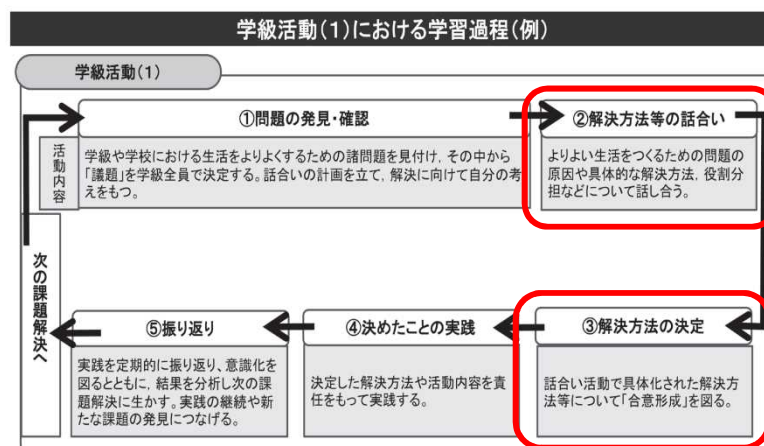 学級活動(1)における学習過程(例)
学級活動(1)
①問題の発見・確認
活動内容
学級や学校における生活をよりよくするための諸問題を見付け,その中から
「議題」を学級全員で決定する。話合いの計画を立て,解決に向けて自分の考
えをもつ。
②解決方法等の話合い
よりよい生活をつくるための問題の
原因や具体的な解決方法,役割分
担などについて話し合う。
③解決方法の決定
話合い活動で具体化された解決方
法等について「合意形成」を図る。
④決めたことの実践
決定した解決方法や活動内容を責
任をもって実践する。
⑤振り返り
実践を定期的に振り返り、意識化を
図るとともに,結果を分析し次の課
題解決に生かす。実践の継続や新
たな課題の発見につなげる。
次の課題解決へ